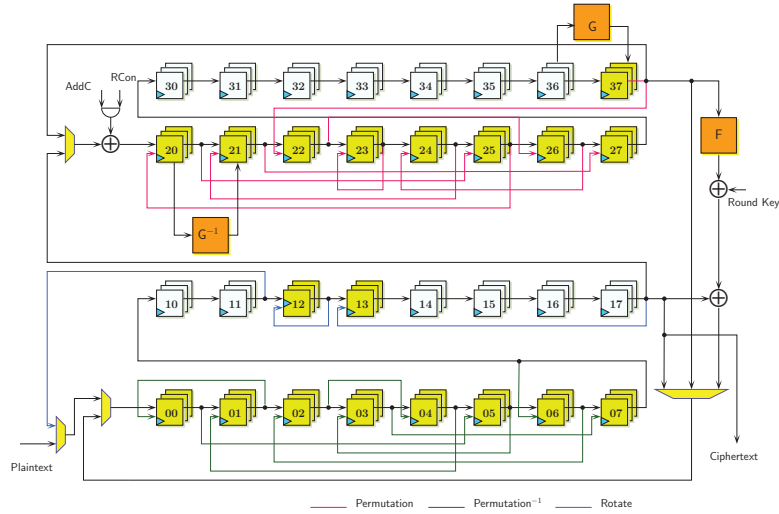 G
30 31 32 33 34 35 36 37
AddC RCon
F
20 21 22 23 24 25 26 27
Round Key
G−1
10 11 12 13 14 15 16 17
00 01 02 03 04 05 06 07
Plaintext
Ciphertext
Permutation Permutation−1 Rotate